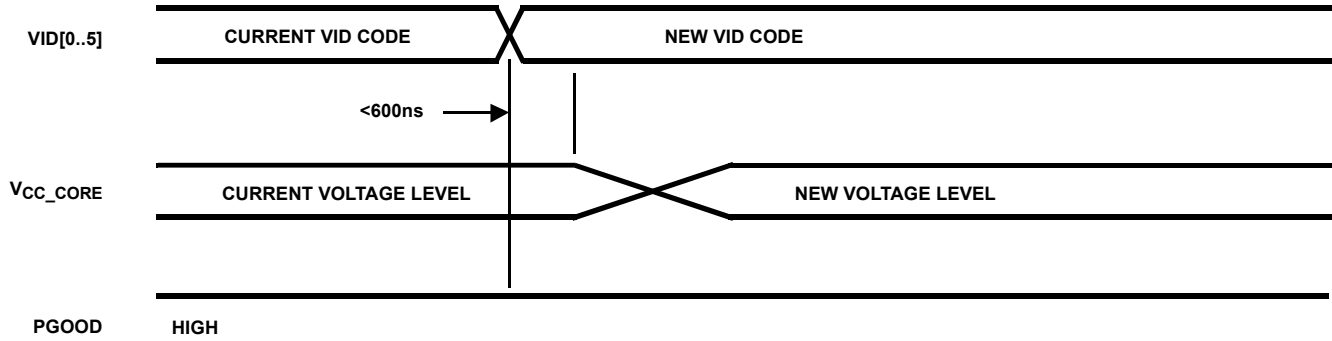 VID[0..5] CURRENT VID CODE NEW VID CODE
<600ns
VCC_CORE CURRENT VOLTAGE LEVEL NEW VOLTAGE LEVEL
PGOOD HIGH